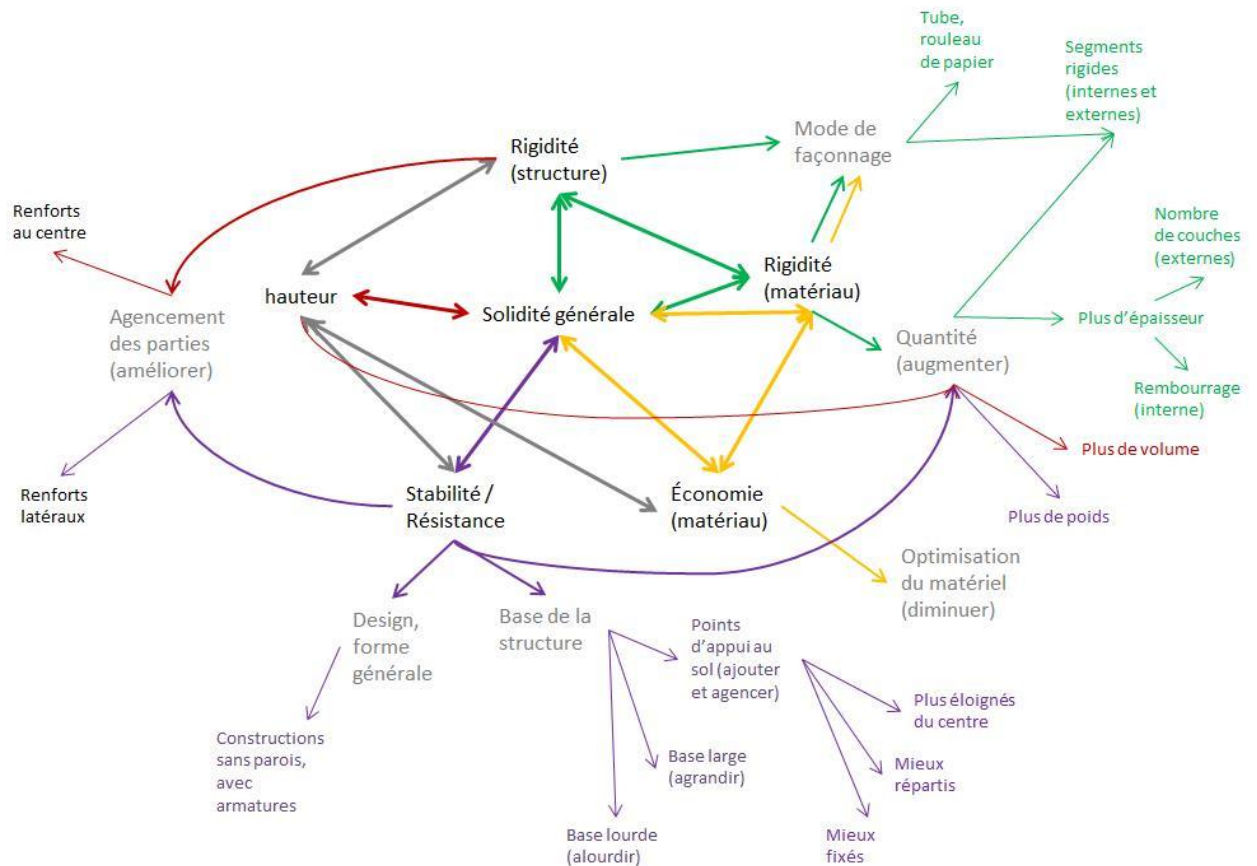 Tube,
rouleau
de papier
Segments
rigides
(internes et
externes)
Mode de
façonnage
Rigidité
(structure)
Renforts
au centre
Nombre
de couches
(externes)
Rigidité
(matériau)
hauteur
Solidité générale
Agencement
des parties
(améliorer)
Quantité
(augmenter)
Plus d'épaisseur
Rembourrage
(interne)
Plus de volume
Renforts
latéraux
Stabilité /
Résistance
Économie
(matériau)
Plus de poids
Optimisation
du matériel
(diminuer)
Design,
forme
générale
Base de la
structure
Points
d'appui au
sol (ajouter
et agencer)
Plus éloignés
du centre
Constructions
sans parois,
avec
armatures
Base large
(agrandir)
Mieux
répartis
Base lourde
(alourdir)
Mieux
fixés